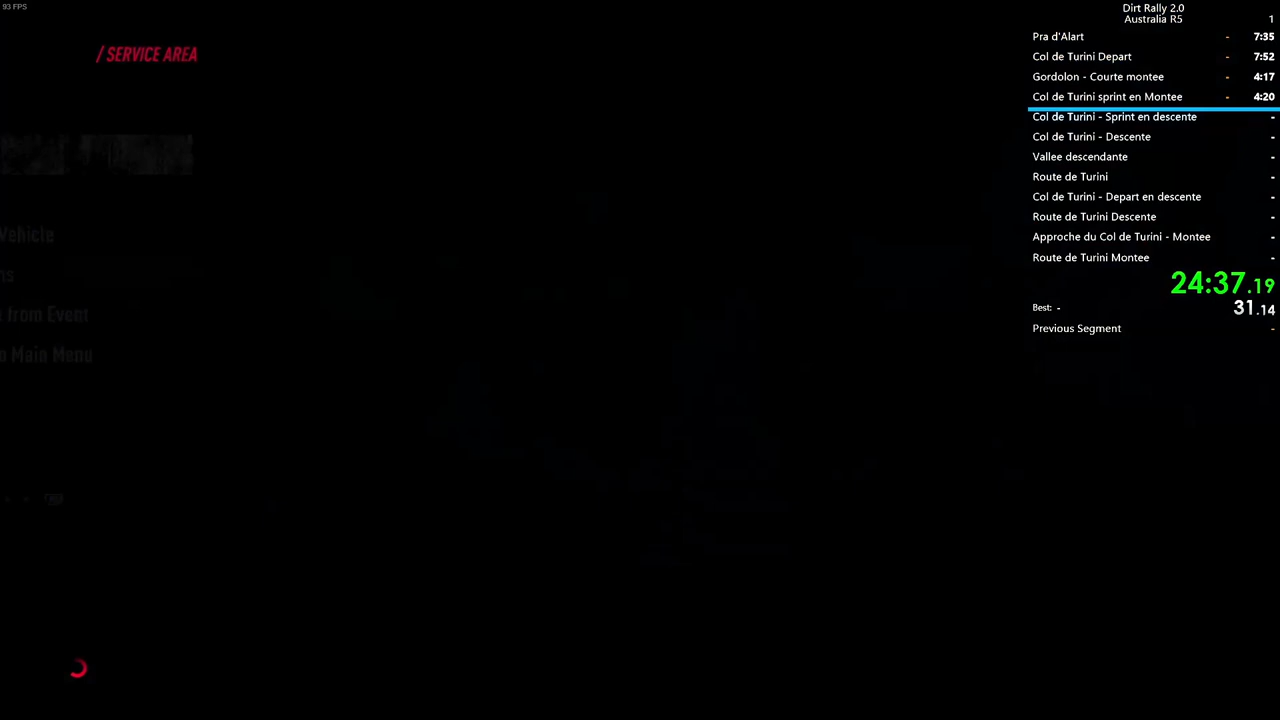 93 FPS
/ SERVICE AREA
Vehicle
ns
from Event
o Main Menu
Dirt Rally 2.0
Australia R5 1
Pra d'Alart - 7:35
Col de Turini Depart - 7:52
Gordolon - Courte montee - 4:17
Col de Turini sprint en Montee - 4:20
Col de Turini - Sprint en descente -
Col de Turini - Descente -
Vallee descendante -
Route de Turini -
Col de Turini - Depart en descente -
Route de Turini Descente -
Approche du Col de Turini - Montee -
Route de Turini Montee -
24:37.19
Best: - 31.14
Previous Segment -